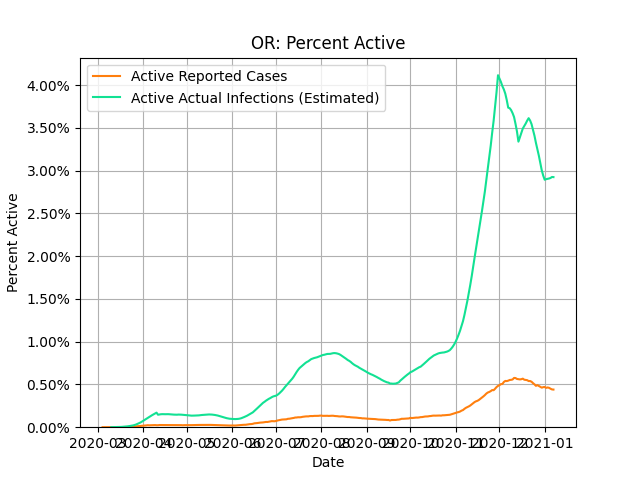 OR: Percent Active
Active Reported Cases
Active Actual Infections (Estimated)
4.00%
3.50%
3.00%
2.50%
2.00%
1.50%
1.00%
0.50%
0.00%
Percent Active
2020-03 2020-04 2020-05 2020-06 2020-07 2020-08 2020-09 2020-10 2020-11 2020-12 2021-01
Date